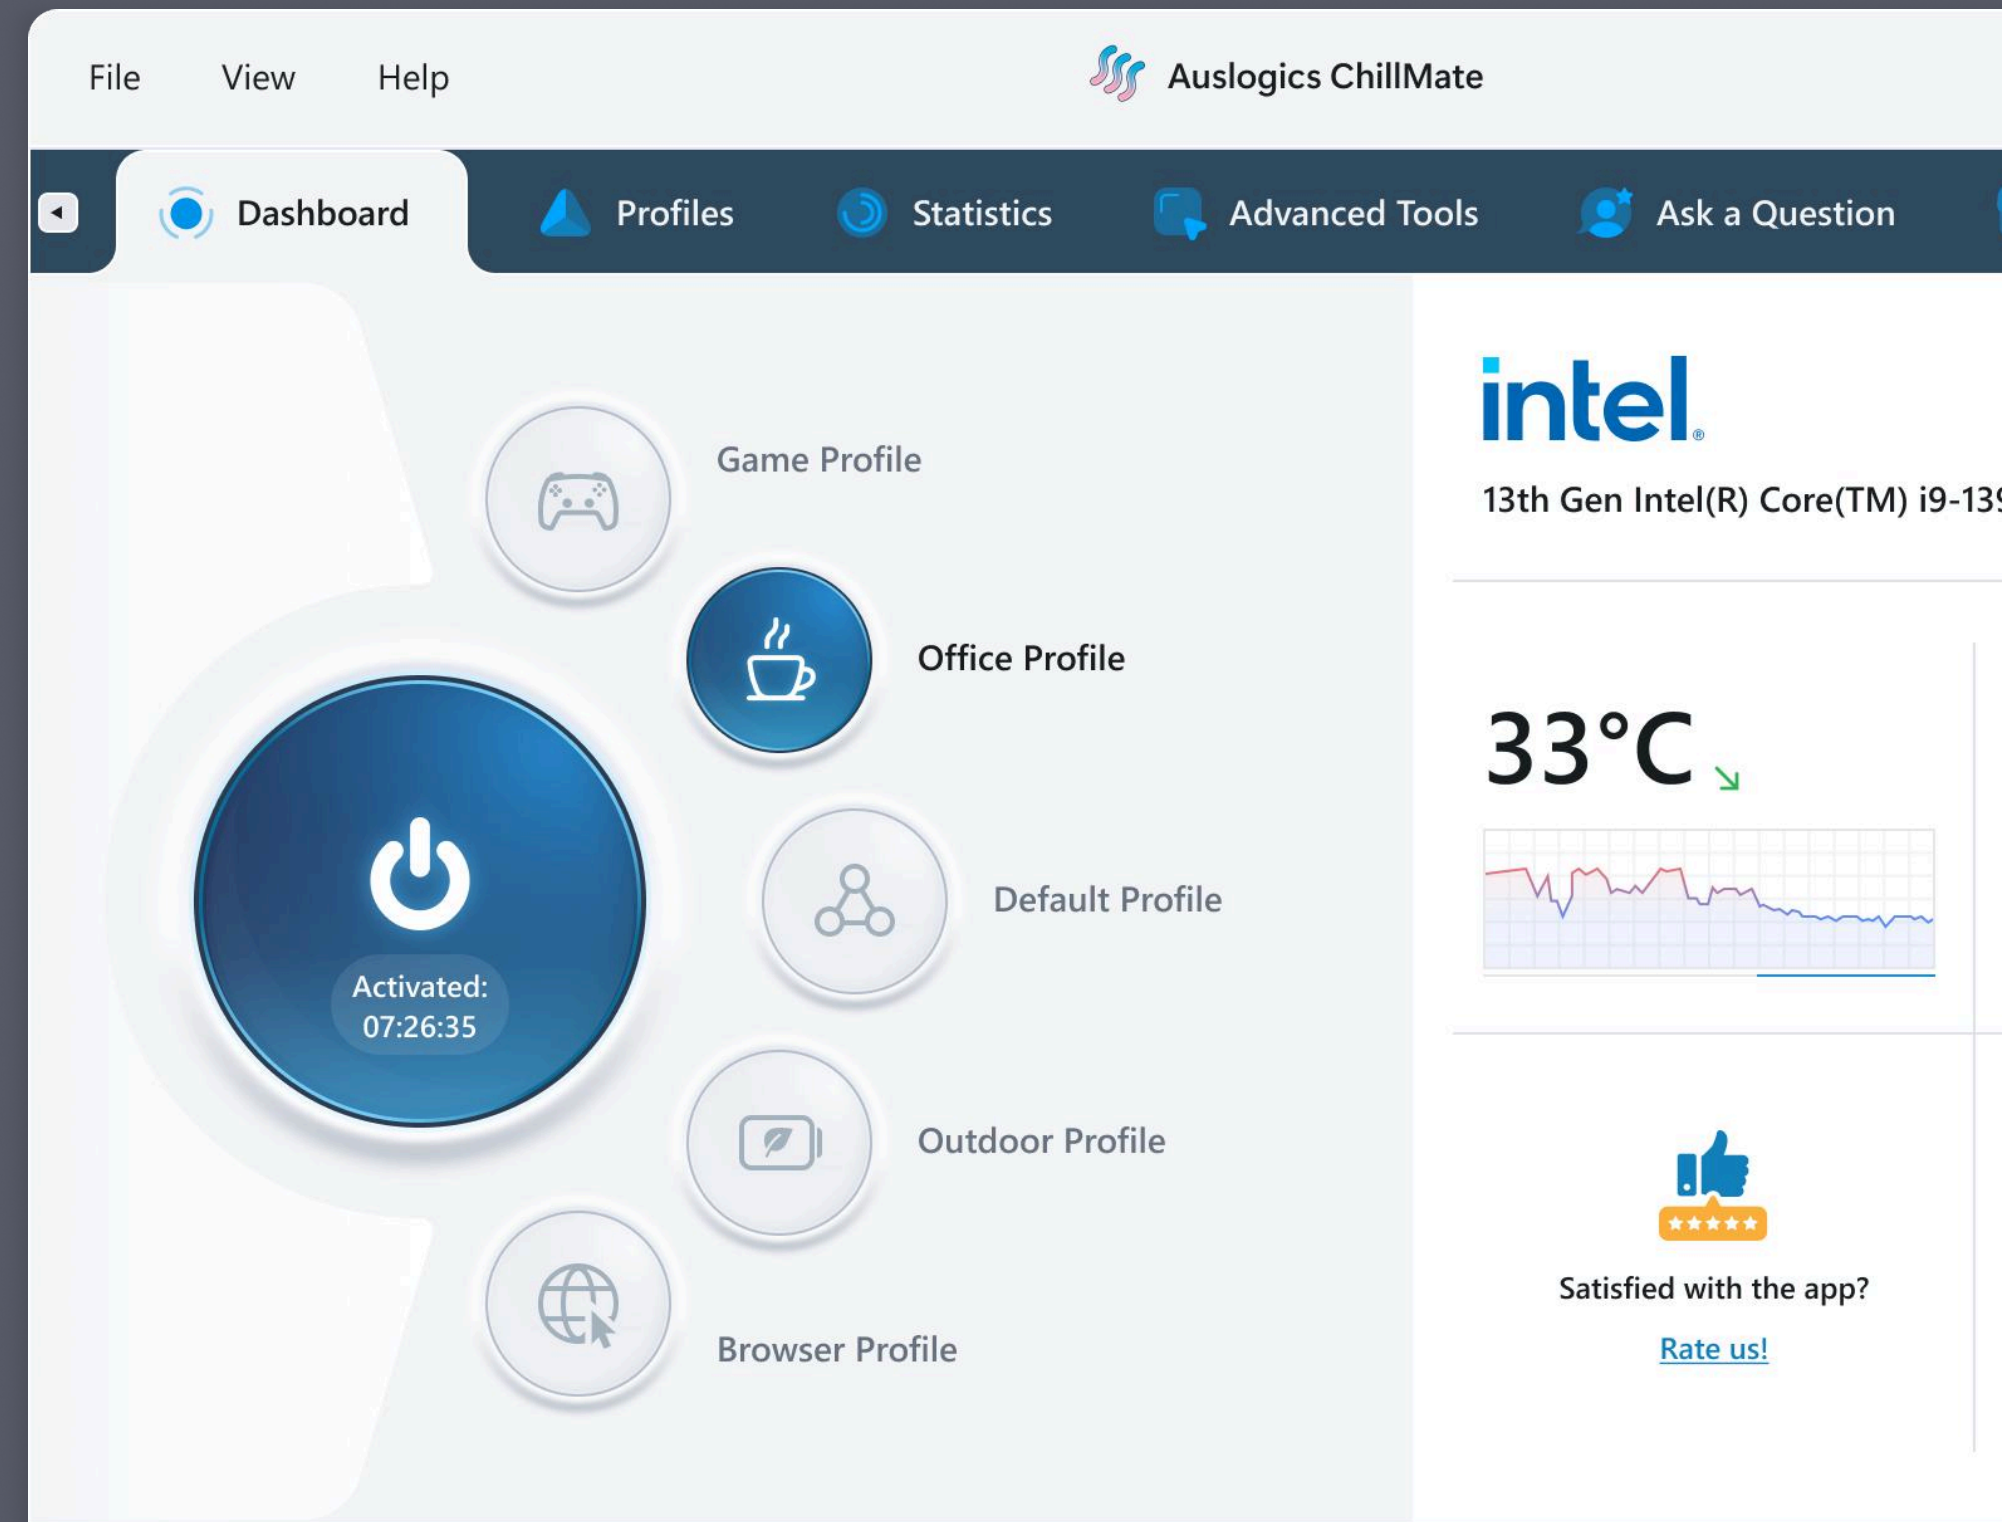 File View Help
Auslogics ChillMate
Dashboard Profiles Statistics Advanced Tools Ask a Question
Game Profile
Office Profile
Default Profile
Outdoor Profile
Browser Profile
Activated:
07:26:35
intel®
13th Gen Intel(R) Core(TM) i9-139
33°C
Satisfied with the app?
Rate us!